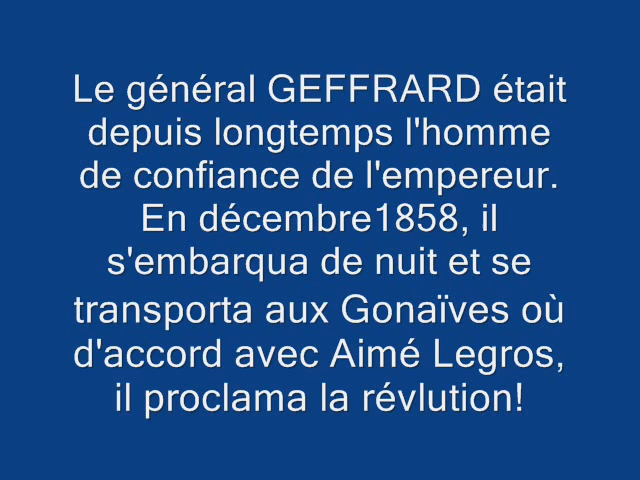 Le général GEFFRARD était
depuis longtemps l'homme
de confiance de l'empereur.
En décembre1858, il
s'embarqua de nuit et se
transporta aux Gonaïves où
d'accord avec Aimé Legros,
il proclama la révlution!